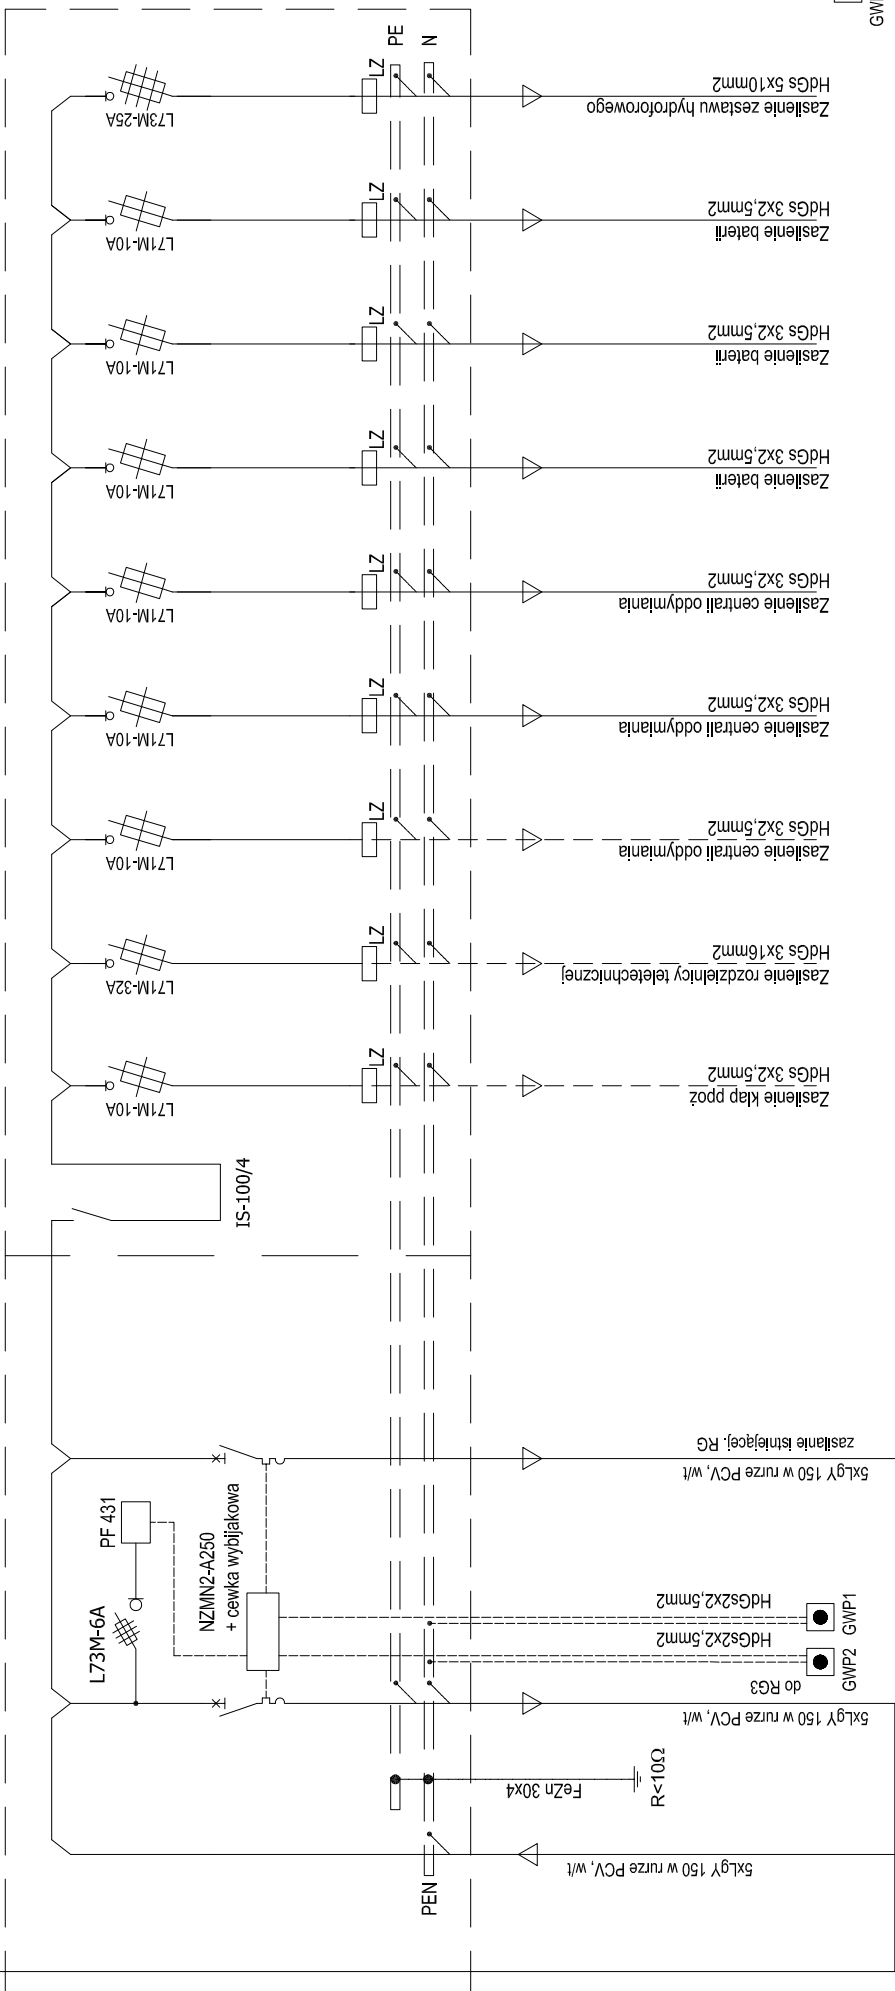 GW
PE
N
LZ
L73M-25A
Zasilenie zestawu hydroforowego
HdGs 5x10mm2
LZ
L71M-10A
Zasilenie baterii
HdGs 3x2,5mm2
LZ
L71M-10A
Zasilenie baterii
HdGs 3x2,5mm2
LZ
L71M-10A
Zasilenie baterii
HdGs 3x2,5mm2
LZ
L71M-10A
Zasilenie centrali oddymiania
HdGs 3x2,5mm2
LZ
L71M-10A
Zasilenie centrali oddymiania
HdGs 3x2,5mm2
LZ
L71M-10A
Zasilenie centrali oddymiania
HdGs 3x2,5mm2
LZ
L71M-32A
Zasilenie rozdzielnicy teletechnicznej
HdGs 3x16mm2
LZ
L71M-10A
Zasilenie klap ppoż
HdGs 3x2,5mm2
IS-100/4
zasilanie istniejącej. RG
5xLgY 150 w rurze PCV, w/t
PF 431
L73M-6A
NZMN2-A250
+ cewka wybijakowa
HdGs2x2,5mm2
GWP1
HdGs2x2,5mm2
GWP2
do RG3
5xLgY 150 w rurze PCV, w/t
FeZn 30x4
R<10Ω
PEN
5xLgY 150 w rurze PCV, w/t